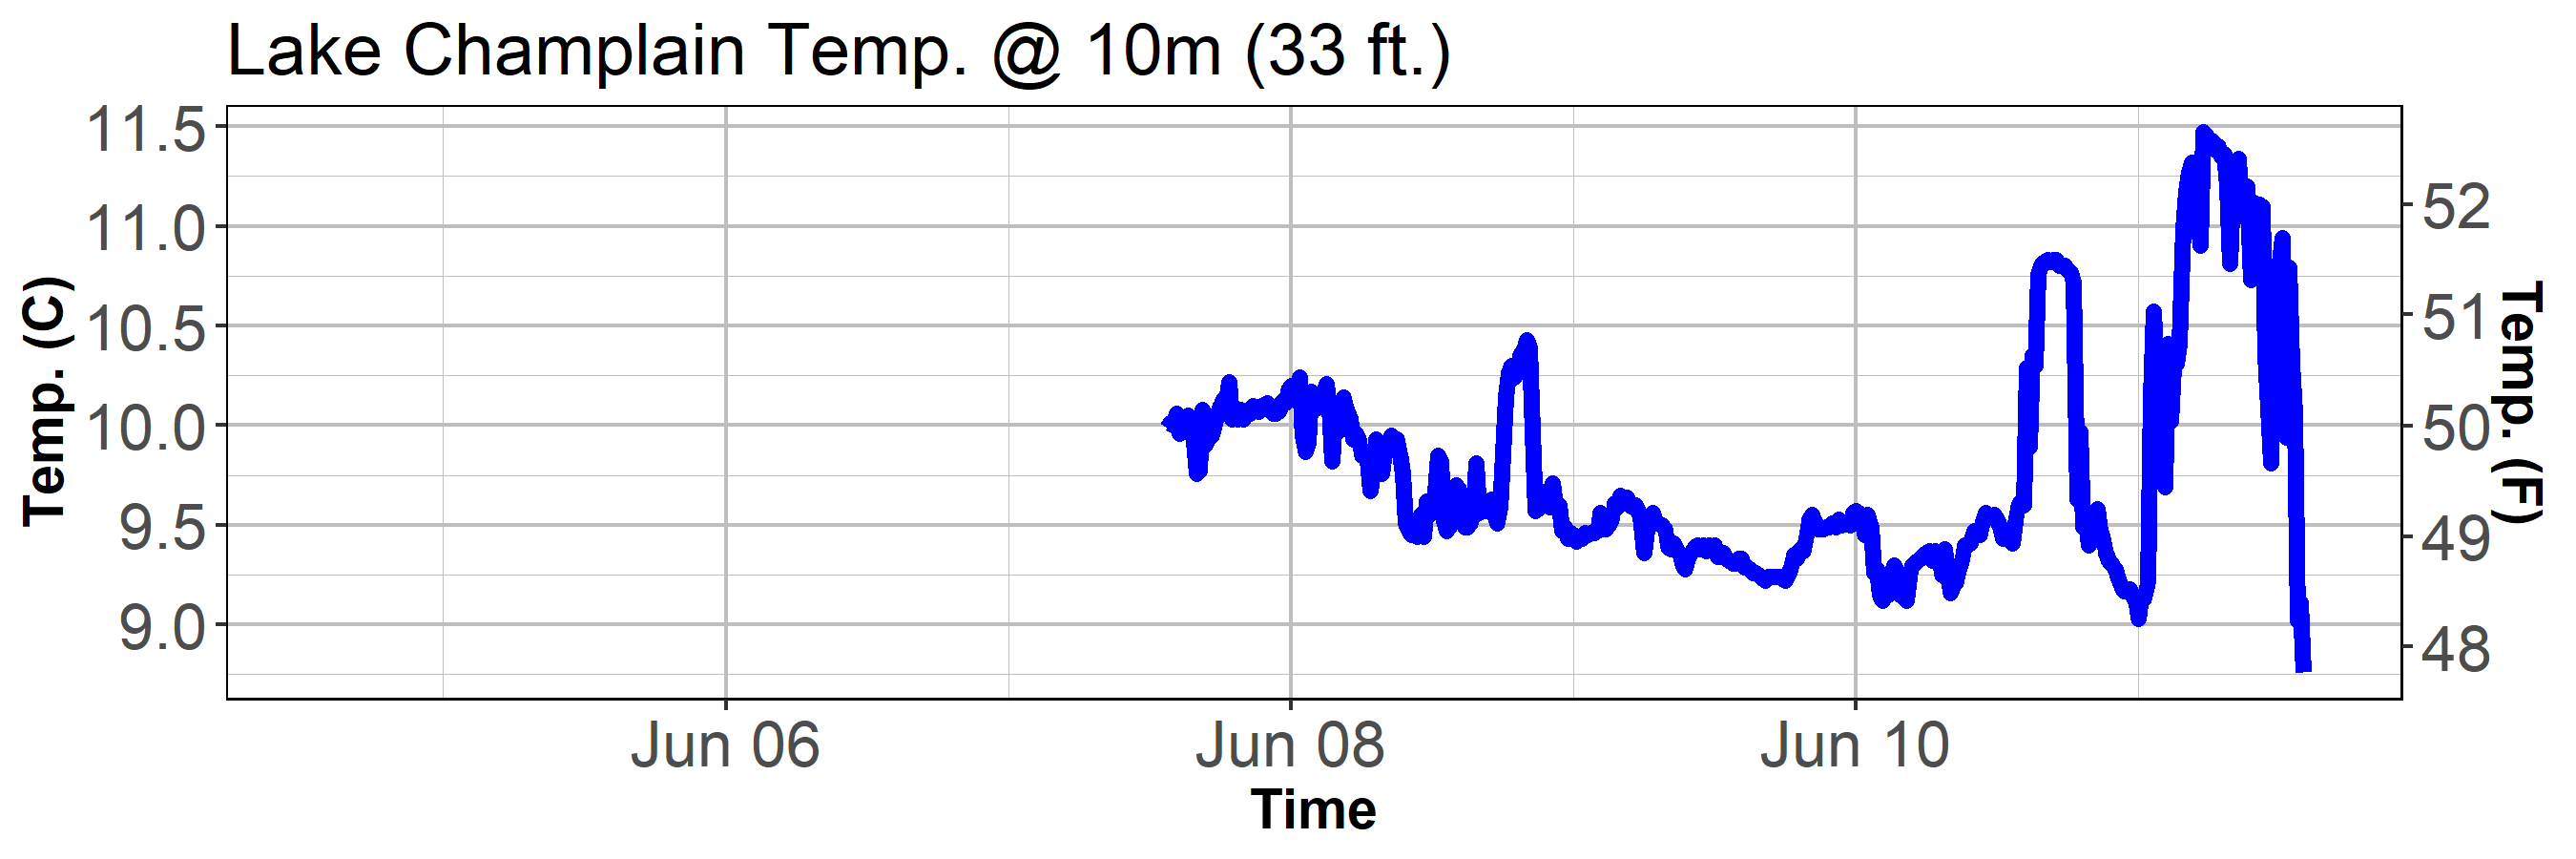 Lake Champlain Temp. @ 10m (33 ft.)
Temp. (C)
11.5
11.0
10.5
10.0
9.5
9.0
52
51
50
49
48
Temp. (F)
Jun 06
Jun 08
Jun 10
Time